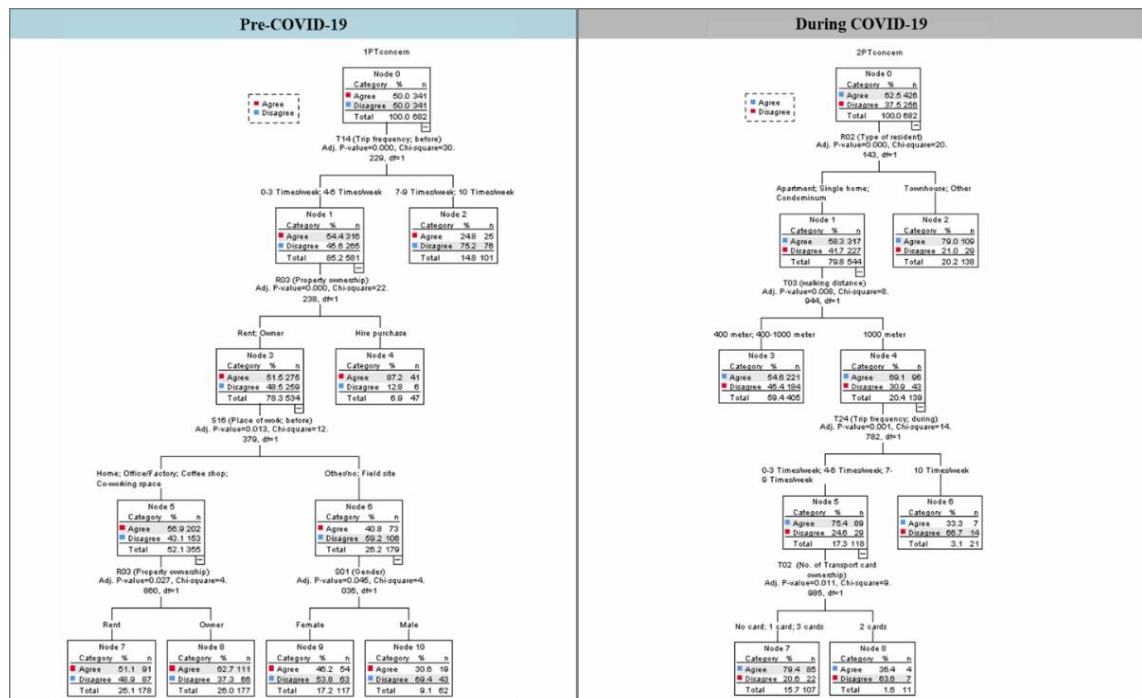 Pre-COVID-19
1PTconcern
Agree
Disagree
Node 0
Category % n
Agree 50.0 341
Disagree 50.0 341
Total 100.0 682
T14 (Trip frequency; before)
Adj. P-value=0.000, Chi-square=30.
229, df=1
0-3 Times/week; 4-6 Times/week
7-9 Times/week; 10 Times/week
Node 1
Category % n
Agree 54.4 316
Disagree 45.6 265
Total 85.2 581
Node 2
Category % n
Agree 24.8 25
Disagree 75.2 76
Total 14.8 101
R03 (Property ownership)
Adj. P-value=0.000, Chi-square=22.
238, df=1
Rent; Owner
Hire purchase
Node 3
Category % n
Agree 51.5 275
Disagree 48.5 259
Total 78.3 534
Node 4
Category % n
Agree 87.2 41
Disagree 12.8 6
Total 6.9 47
S16 (Place of work; before)
Adj. P-value=0.013, Chi-square=12.
379, df=1
Home; Office/Factory; Coffee shop;
Co-working space
Other/no; Field site
Node 5
Category % n
Agree 56.9 202
Disagree 43.1 153
Total 52.1 355
Node 6
Category % n
Agree 40.8 73
Disagree 59.2 106
Total 26.2 179
R03 (Property ownership)
Adj. P-value=0.027, Chi-square=4.
860, df=1
S01 (Gender)
Adj. P-value=0.045, Chi-square=4.
036, df=1
Rent
Owner
Female
Male
Node 7
Category % n
Agree 51.1 91
Disagree 48.9 87
Total 26.1 178
Node 8
Category % n
Agree 62.7 111
Disagree 37.3 66
Total 26.0 177
Node 9
Category % n
Agree 46.2 54
Disagree 53.8 63
Total 17.2 117
Node 10
Category % n
Agree 30.6 19
Disagree 69.4 43
Total 9.1 62
During COVID-19
2PTconcern
Agree
Disagree
Node 0
Category % n
Agree 62.5 426
Disagree 37.5 256
Total 100.0 682
R02 (Type of resident)
Adj. P-value=0.000, Chi-square=20.
143, df=1
Apartment; Single home;
Condominum
Townhouse; Other
Node 1
Category % n
Agree 58.3 317
Disagree 41.7 227
Total 79.8 544
Node 2
Category % n
Agree 79.0 109
Disagree 21.0 29
Total 20.2 138
T03 (walking distance)
Adj. P-value=0.008, Chi-square=8.
944, df=1
400 meter; 400-1000 meter
1000 meter
Node 3
Category % n
Agree 54.6 221
Disagree 45.4 184
Total 59.4 405
Node 4
Category % n
Agree 69.1 96
Disagree 30.9 43
Total 20.4 139
T24 (Trip frequency; during)
Adj. P-value=0.001, Chi-square=14.
782, df=1
0-3 Times/week; 4-6 Times/week; 7-
9 Times/week
10 Times/week
Node 5
Category % n
Agree 75.4 89
Disagree 24.6 29
Total 17.3 118
Node 6
Category % n
Agree 33.3 7
Disagree 66.7 14
Total 3.1 21
T02 (No. of Transport card
ownership)
Adj. P-value=0.011, Chi-square=9.
985, df=1
No card; 1 card; 3 cards
2 cards
Node 7
Category % n
Agree 79.4 85
Disagree 20.6 22
Total 15.7 107
Node 8
Category % n
Agree 36.4 4
Disagree 63.6 7
Total 1.6 11